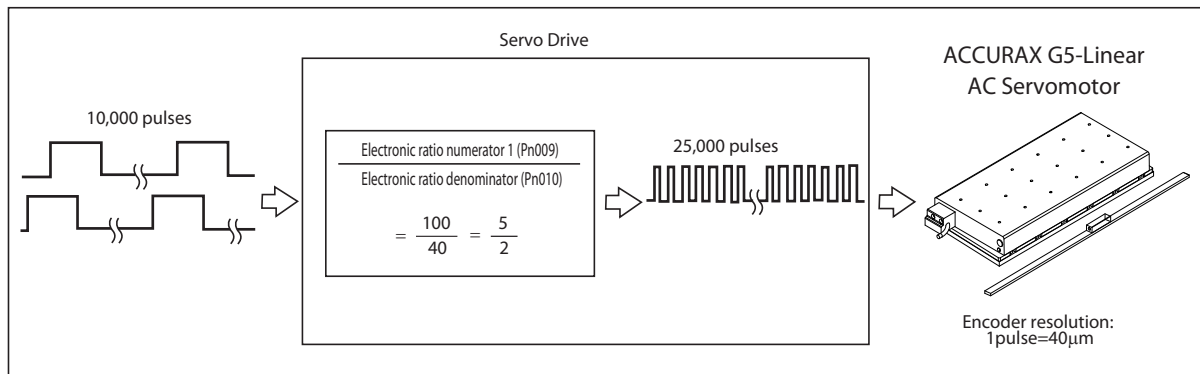 Servo Drive
ACCURAX G5-Linear
AC Servomotor
10,000 pulses
Electronic ratio numerator 1 (Pn009)
Electronic ratio denominator (Pn010)
= 100/40 = 5/2
25,000 pulses
Encoder resolution:
1pulse=40μm